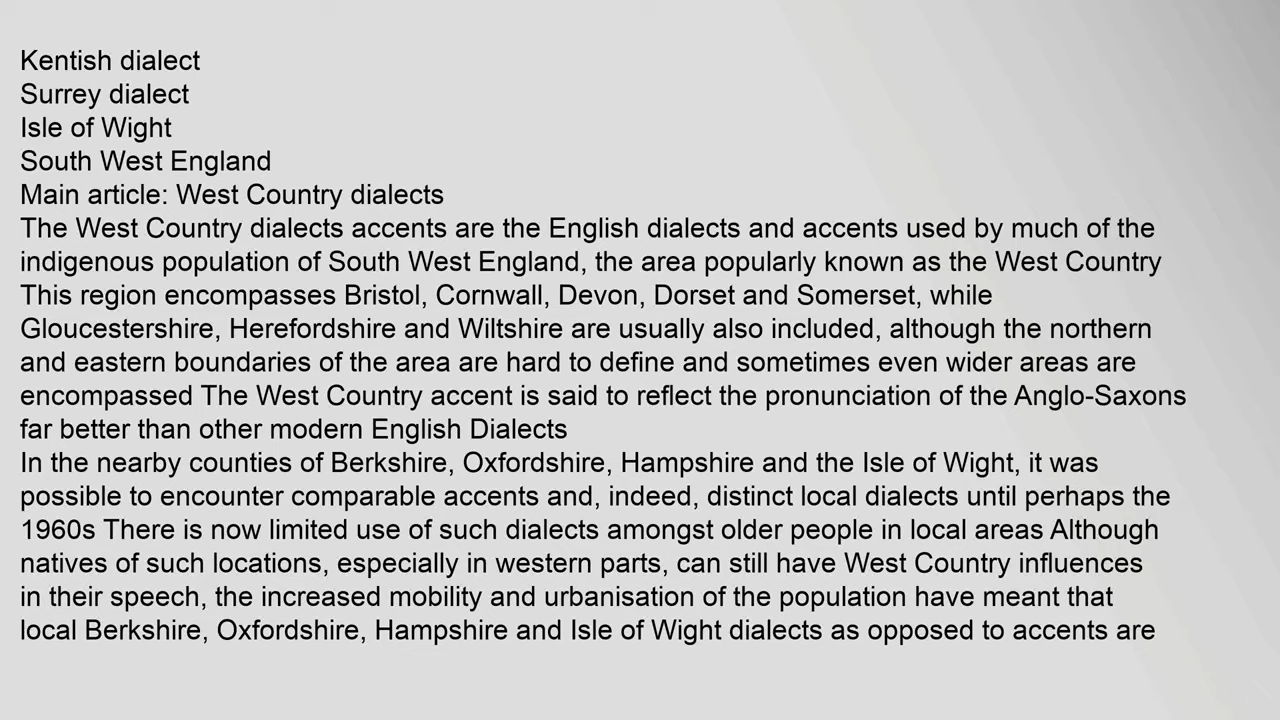 Kentish dialect
Surrey dialect
Isle of Wight
South West England
Main article: West Country dialects
The West Country dialects accents are the English dialects and accents used by much of the
indigenous population of South West England, the area popularly known as the West Country
This region encompasses Bristol, Cornwall, Devon, Dorset and Somerset, while
Gloucestershire, Herefordshire and Wiltshire are usually also included, although the northern
and eastern boundaries of the area are hard to define and sometimes even wider areas are
encompassed The West Country accent is said to reflect the pronunciation of the Anglo-Saxons
far better than other modern English Dialects
In the nearby counties of Berkshire, Oxfordshire, Hampshire and the Isle of Wight, it was
possible to encounter comparable accents and, indeed, distinct local dialects until perhaps the
1960s There is now limited use of such dialects amongst older people in local areas Although
natives of such locations, especially in western parts, can still have West Country influences
in their speech, the increased mobility and urbanisation of the population have meant that
local Berkshire, Oxfordshire, Hampshire and Isle of Wight dialects as opposed to accents are